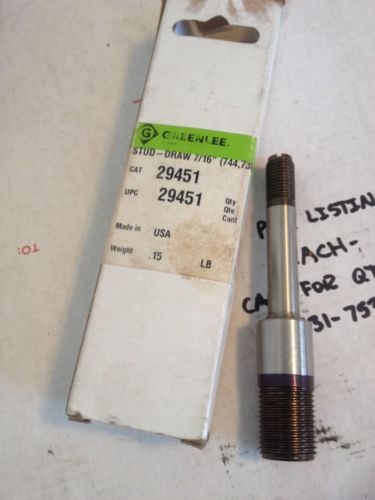 G GREENLEE
STUD-DRAW 7/16" (744,73
CAT 29451
UPC 29451
Qty
Qte
Cant
Made in USA
Weight .15 LB
TO:
LISTIN
ACH-
FOR QT
31-75